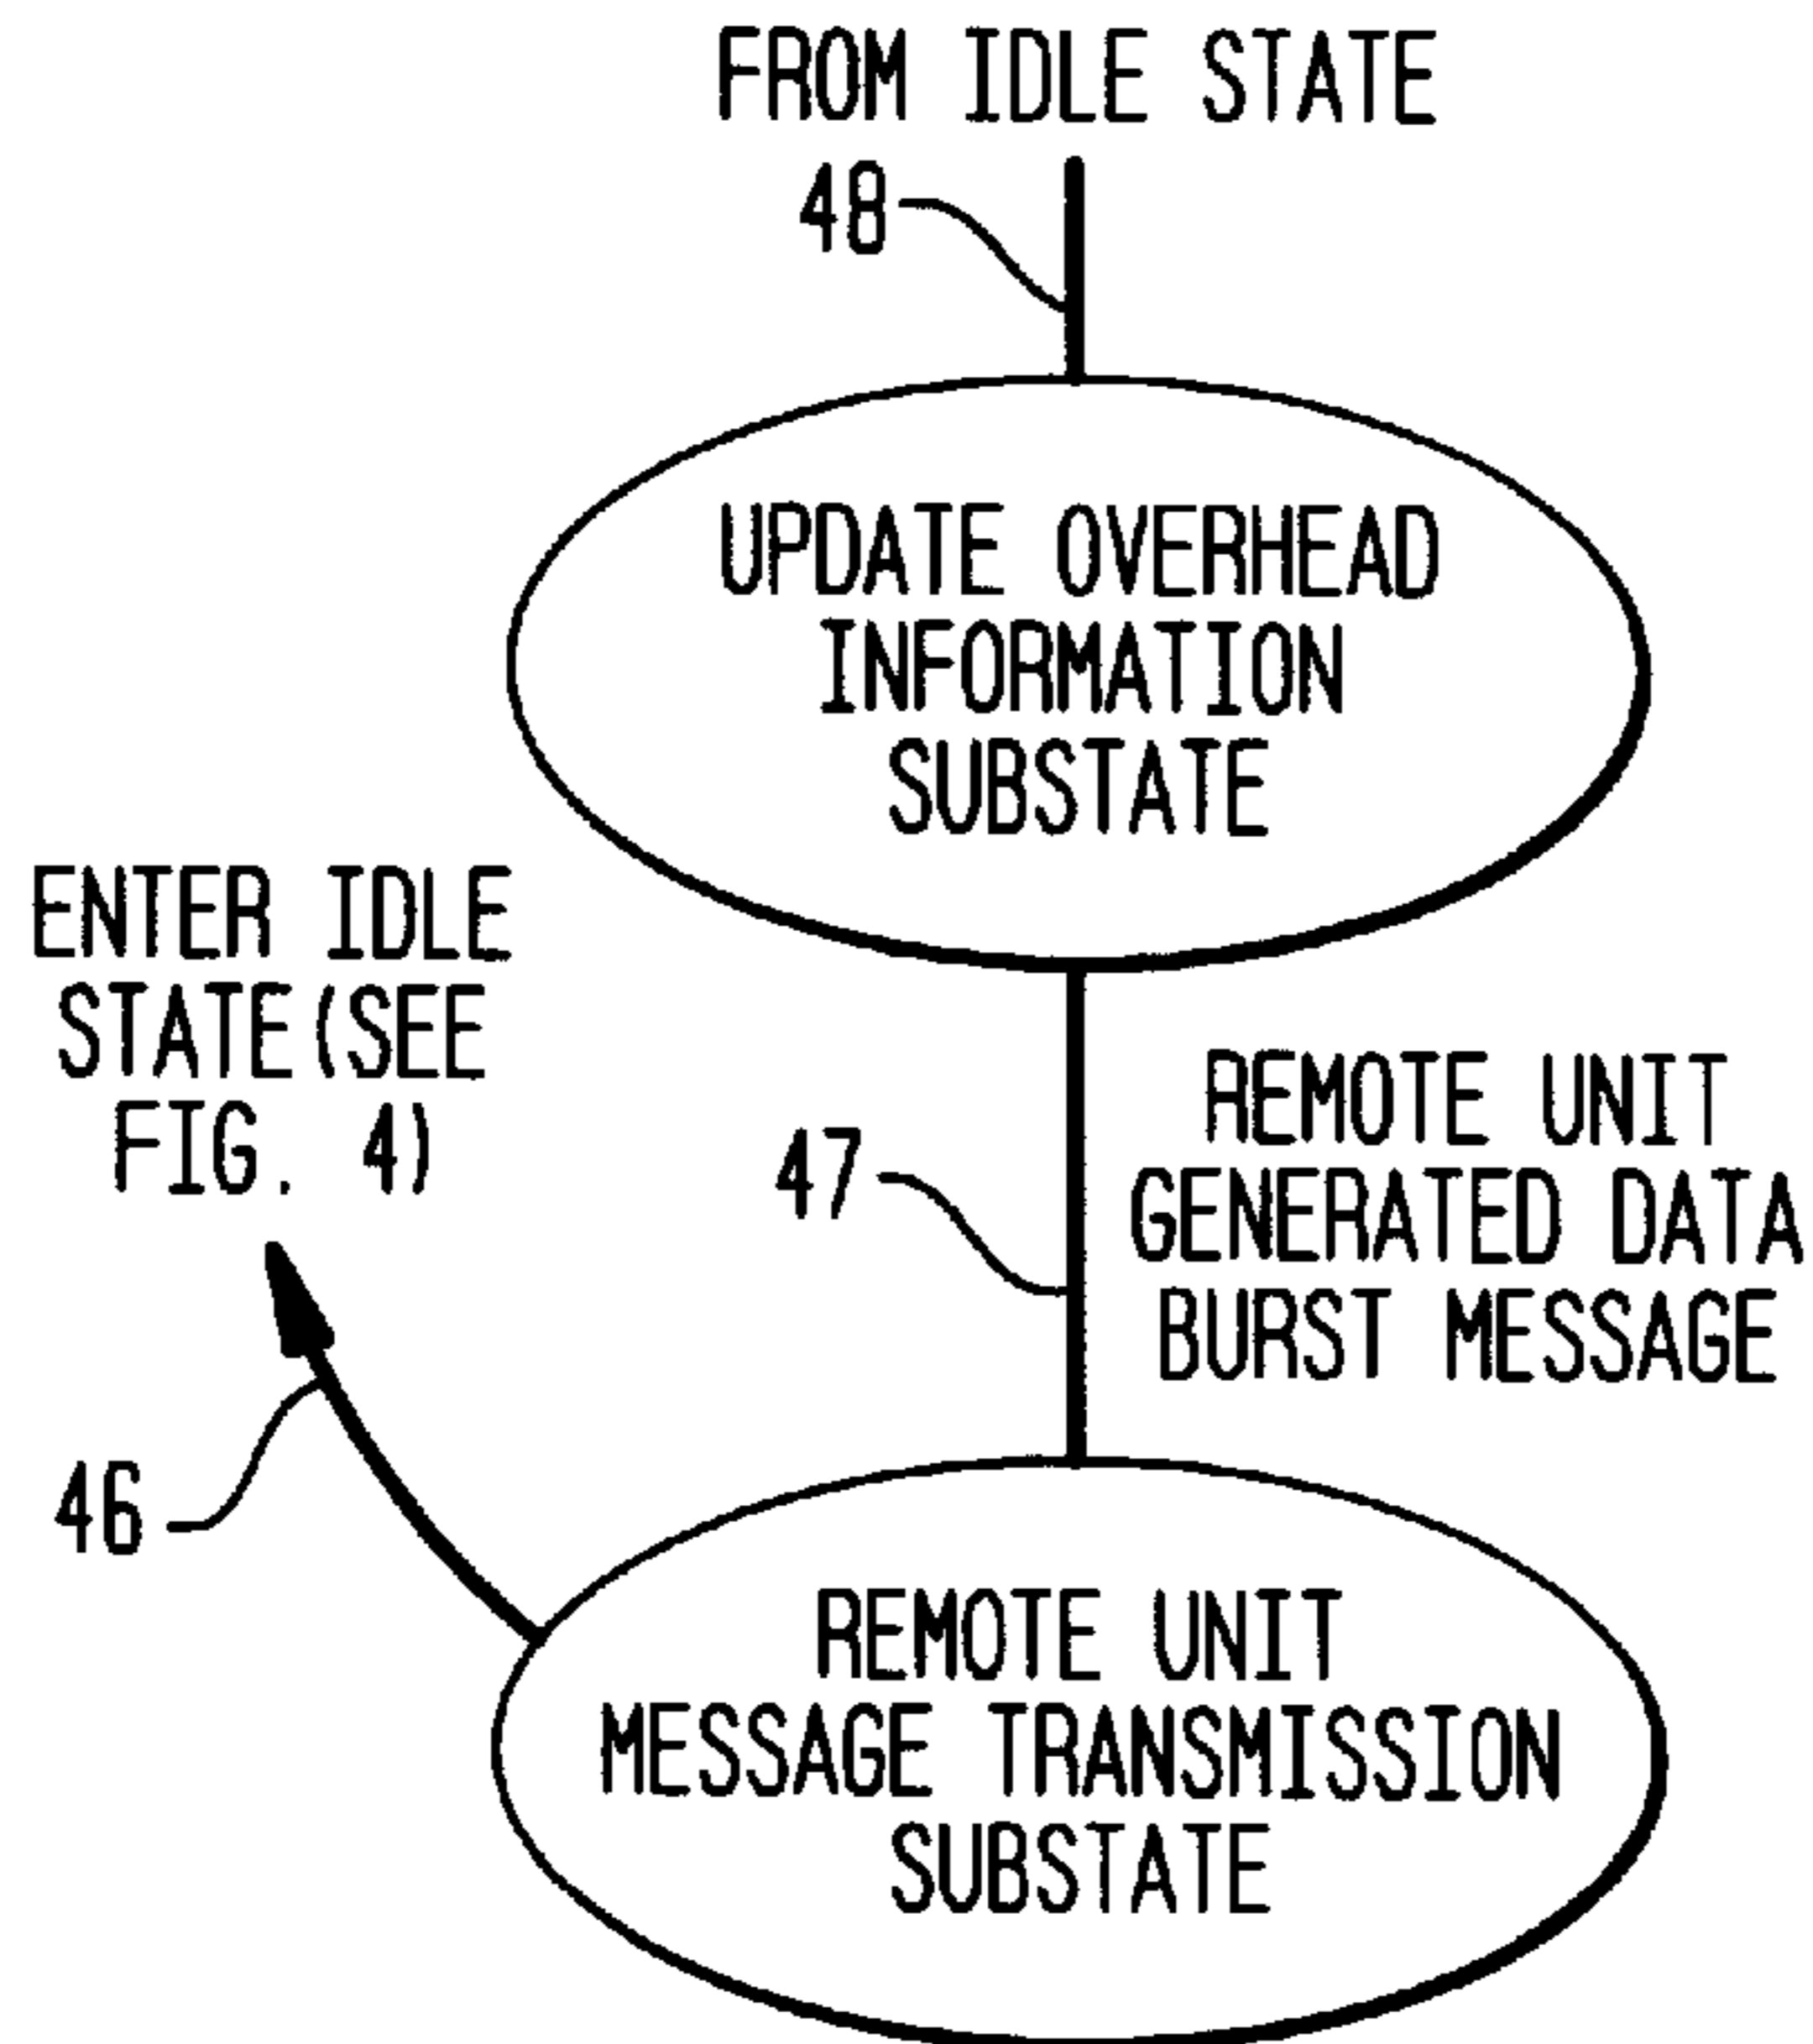 FROM IDLE STATE
48
UPDATE OVERHEAD
INFORMATION
SUBSTATE
ENTER IDLE
STATE(SEE
FIG. 4)
47
REMOTE UNIT
GENERATED DATA
BURST MESSAGE
46
REMOTE UNIT
MESSAGE TRANSMISSION
SUBSTATE